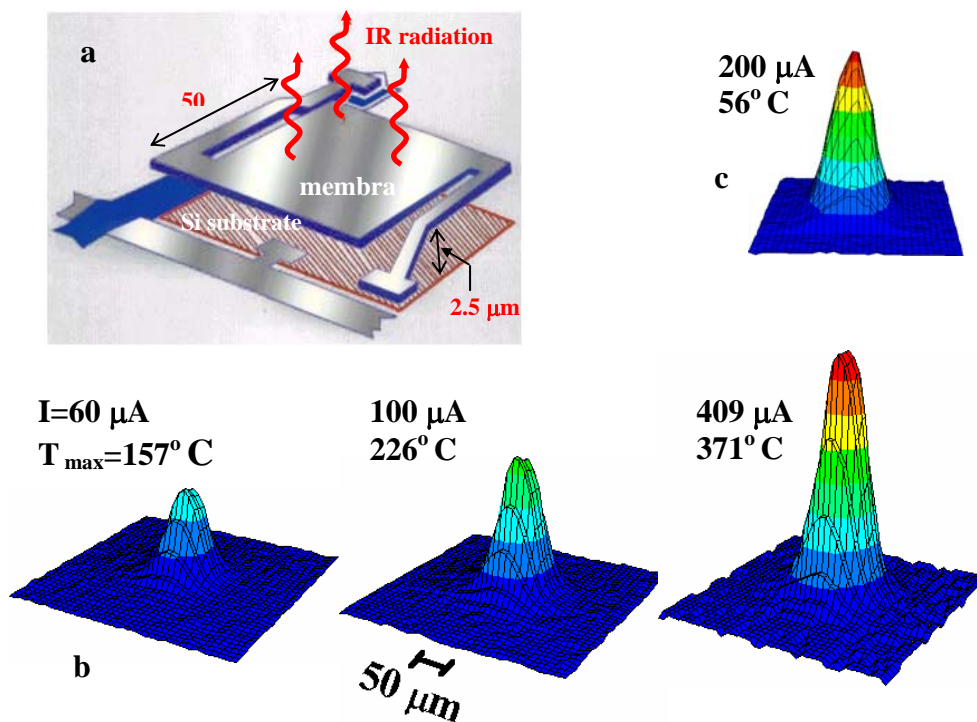 a
IR radiation
50
membra
Si substrate
2.5 μm
200 μA
56° C
c
I=60 μA
T max=157° C
100 μA
226° C
409 μA
371° C
b
50 μm